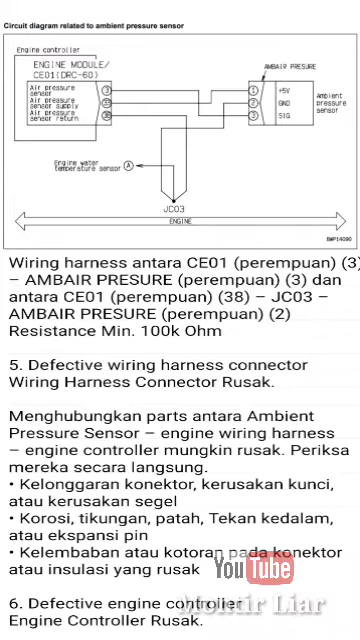 Circuit diagram related to ambient pressure sensor
Engine controller
ENGINE MODULE/
CE01(DRC-60)
Air pressure
sensor
Air pressure
sensor supply
Air pressure
sensor return
3
38
AMBAIR PRESURE
1
2
3
+5V
GND
SIG
Ambient
pressure
sensor
Engine water
temperature sensor
A
JC03
ENGINE
Wiring harness antara CE01 (perempuan) (3)
– AMBAIR PRESURE (perempuan) (3) dan
antara CE01 (perempuan) (38) – JC03 –
AMBAIR PRESURE (perempuan) (2)
Resistance Min. 100k Ohm
5. Defective wiring harness connector
Wiring Harness Connector Rusak.
Menghubungkan parts antara Ambient
Pressure Sensor – engine wiring harness
– engine controller mungkin rusak. Periksa
mereka secara langsung.
• Kelonggaran konektor, kerusakan kunci,
atau kerusakan segel
• Korosi, tikungan, patah, Tekan kedalam,
atau ekspansi pin
• Kelembaban atau kotoran pada konektor
atau insulasi yang rusak
YouTube
Montir Liar
6. Defective engine controller
Engine Controller Rusak.